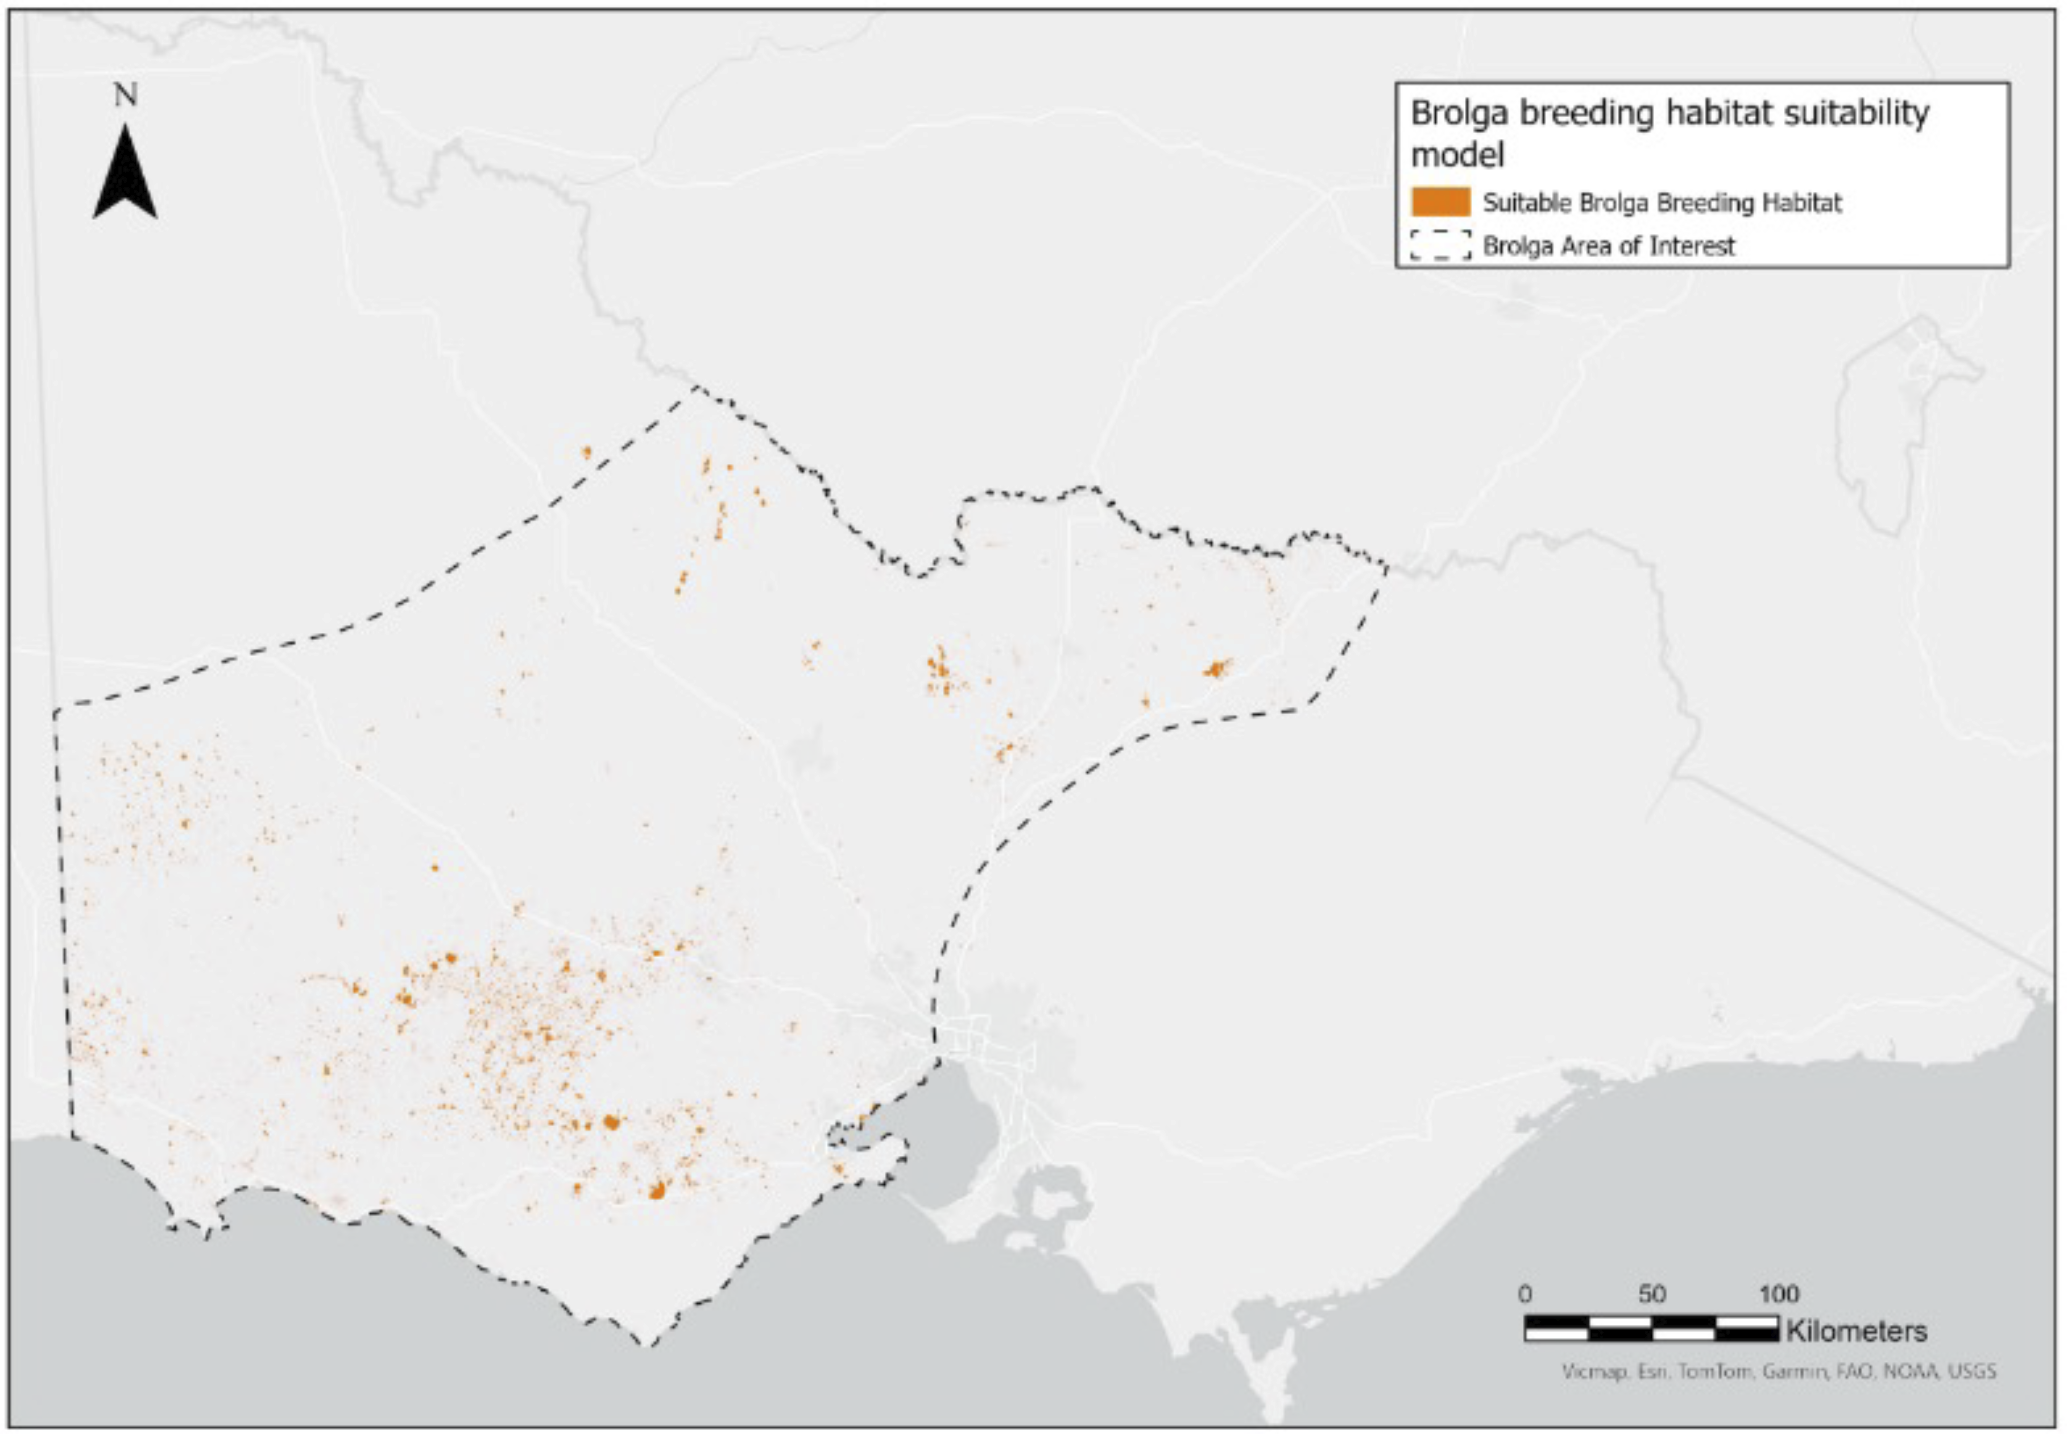 N
Brolga breeding habitat suitability
model
Suitable Brolga Breeding Habitat
Brolga Area of Interest
0 50 100
Kilometers
Vicmap, Esri, TomTom, Garmin, FAO, NOAA, USGS